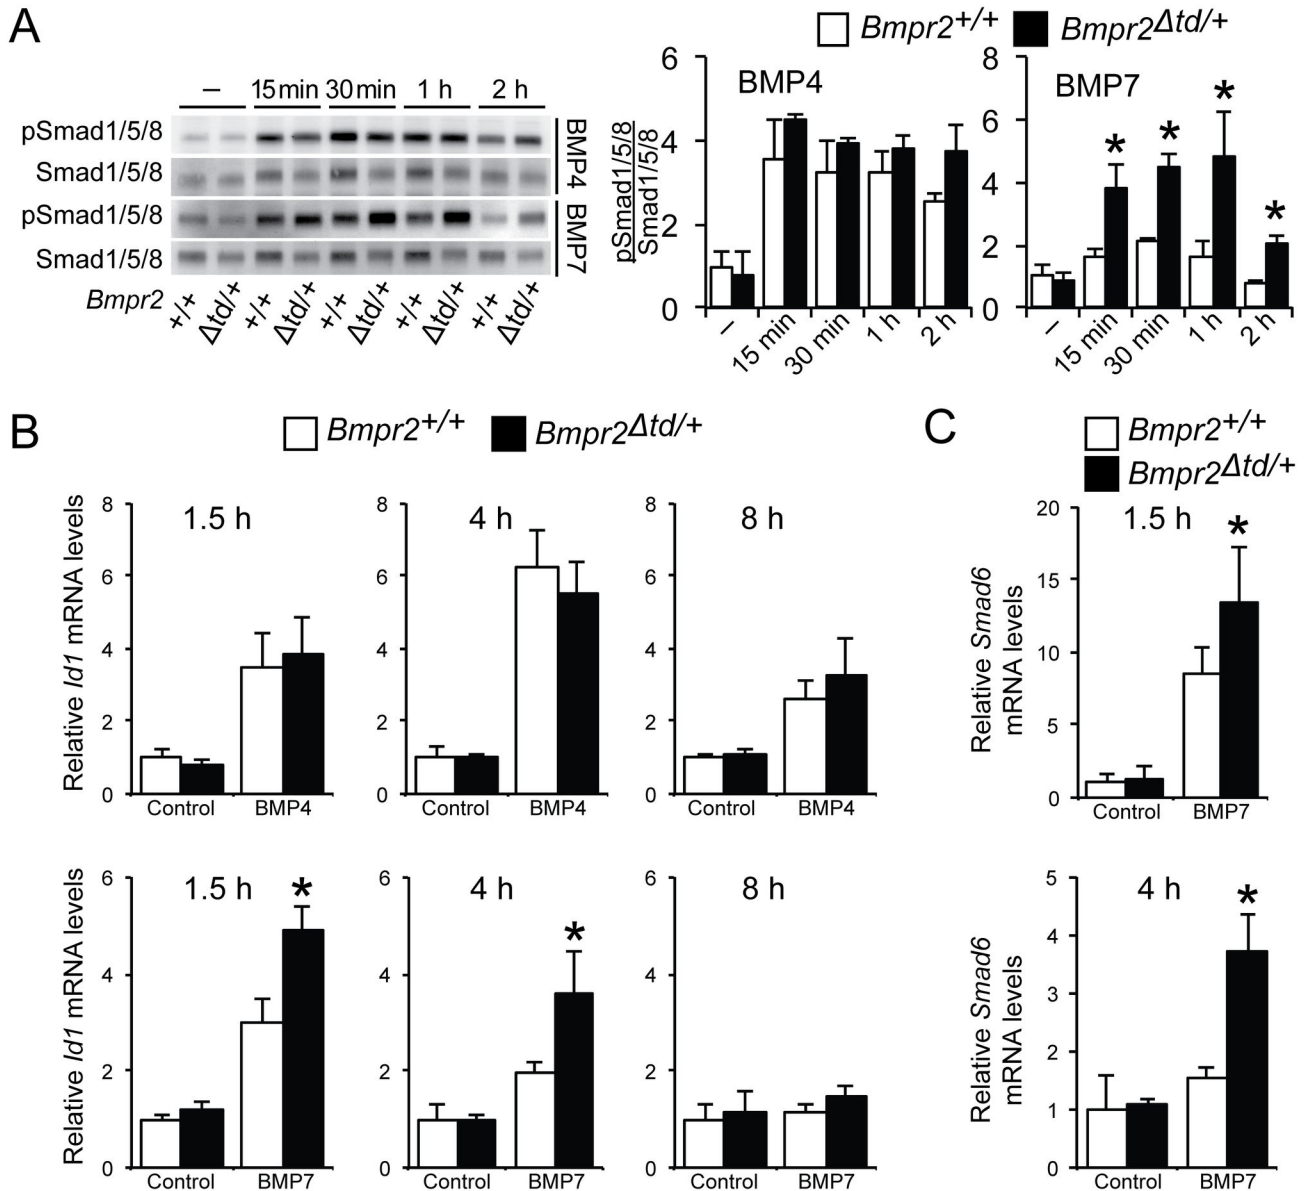 A
Bmpr2+/+ Bmpr2Δtd/+
– 15 min 30 min 1 h 2 h
pSmad1/5/8
Smad1/5/8
BMP4
pSmad1/5/8
Smad1/5/8
BMP7
Bmpr2 +/+ Δtd/+ +/+ Δtd/+ +/+ Δtd/+ +/+ Δtd/+ +/+ Δtd/+
pSmad1/5/8
Smad1/5/8
BMP4
6
4
2
0
– 15 min 30 min 1 h 2 h
BMP7
8
6
4
2
0
* * * *
– 15 min 30 min 1 h 2 h
B
Bmpr2+/+ Bmpr2Δtd/+
Relative Id1 mRNA levels
1.5 h
8
6
4
2
0
Control BMP4
4 h
8
6
4
2
0
Control BMP4
8 h
8
6
4
2
0
Control BMP4
Relative Id1 mRNA levels
1.5 h
*
6
4
2
0
Control BMP7
4 h
*
6
4
2
0
Control BMP7
8 h
6
4
2
0
Control BMP7
C
Bmpr2+/+
Bmpr2Δtd/+
Relative Smad6
mRNA levels
1.5 h
*
20
15
10
5
0
Control BMP7
Relative Smad6
mRNA levels
4 h
*
5
4
3
2
1
0
Control BMP7